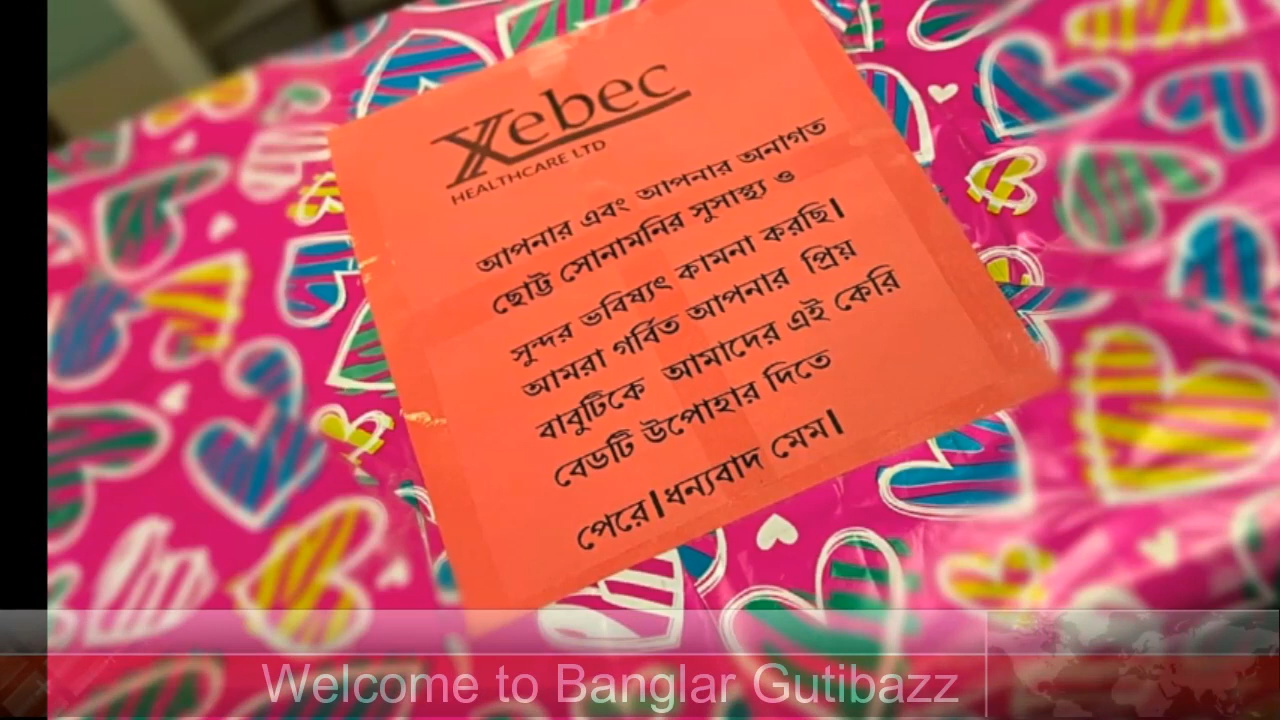 Xebec
HEALTHCARE LTD
আপনার এবং আপনার অনাগত
ছোট্ট সোনামনির সুসাস্থ্য ও
সুন্দর ভবিষ্যৎ কামনা করছি।
আমরা গর্বিত আপনার প্রিয়
বাবুটিকে আমাদের এই কেরি
বেডটি উপোহার দিতে
পেরে।ধন্যবাদ মেম।
Welcome to Banglar Gutibazz